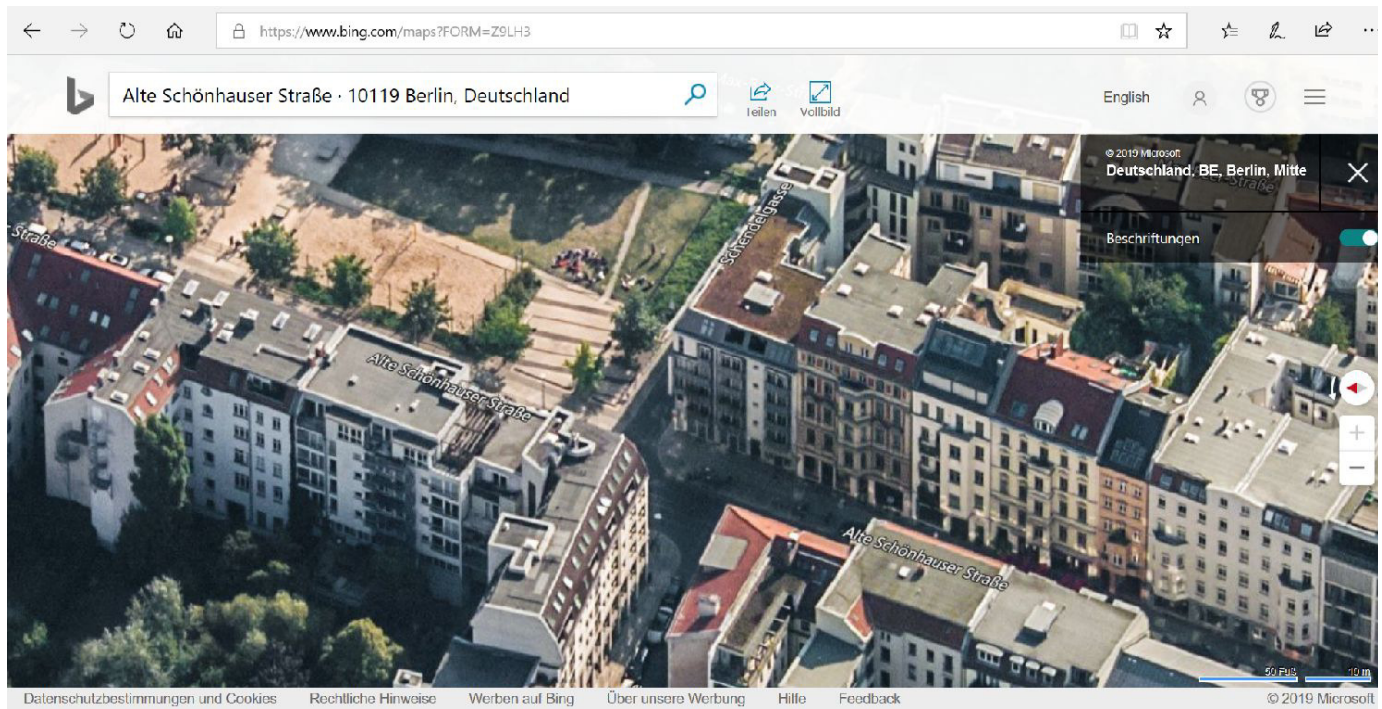 https://www.bing.com/maps?FORM=Z9LH3
Alte Schönhauser Straße · 10119 Berlin, Deutschland
Teilen
Vollbild
English
© 2019 Microsoft
Deutschland, BE, Berlin, Mitte
Beschriftungen
Straße
Schendelgasse
Alte Schönhauser Straße
Alte Schönhauser Straße
50 Fuß
10 m
Datenschutzbestimmungen und Cookies
Rechtliche Hinweise
Werben auf Bing
Über unsere Werbung
Hilfe
Feedback
© 2019 Microsoft